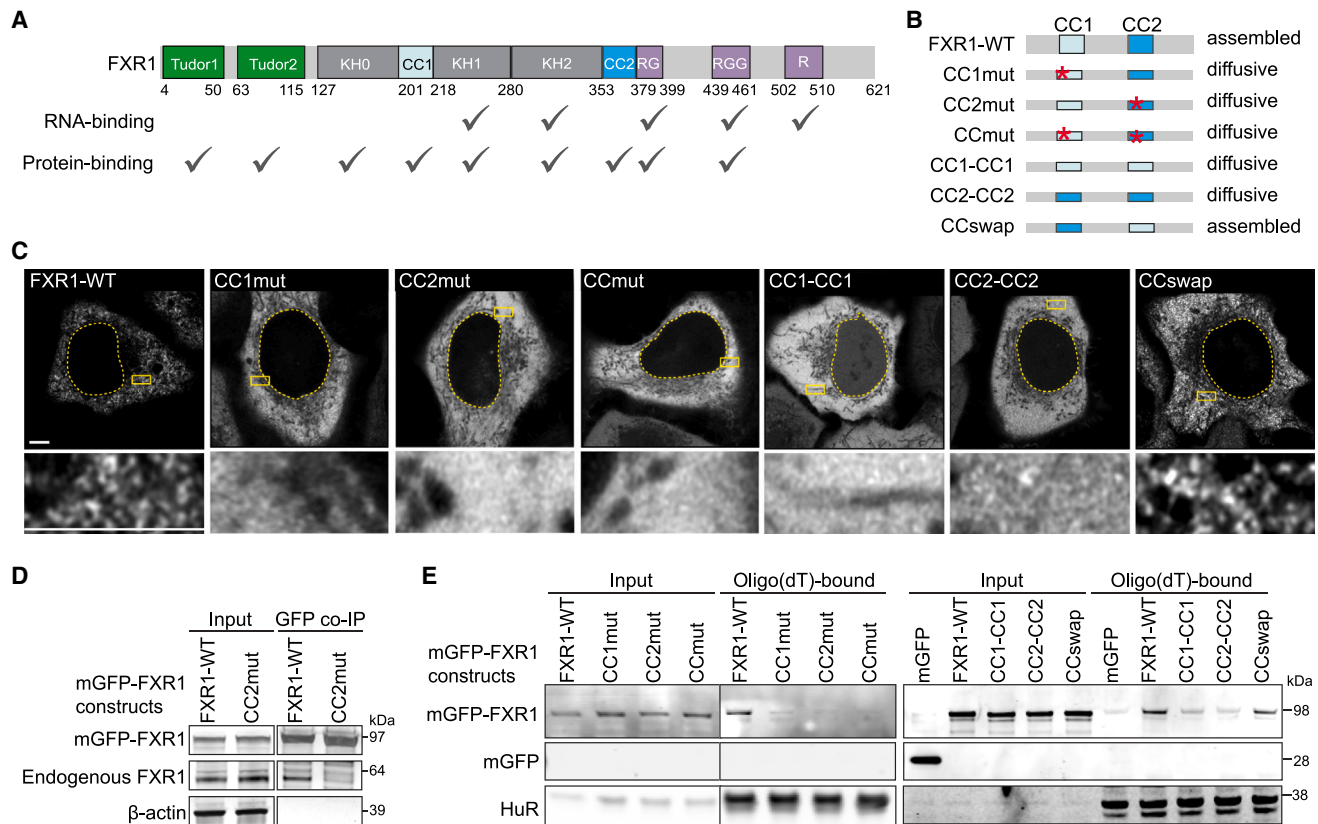 A
FXR1
Tudor1
Tudor2
KH0
CC1
KH1
KH2
CC2
RG
RGG
R
4 50 63 115 127 201 218 280 353 379 399 439 461 502 510 621
RNA-binding
Protein-binding
B
CC1 CC2
FXR1-WT assembled
CC1mut diffusive
CC2mut diffusive
CCmut diffusive
CC1-CC1 diffusive
CC2-CC2 diffusive
CCswap assembled
C
FXR1-WT
CC1mut
CC2mut
CCmut
CC1-CC1
CC2-CC2
CCswap
D
Input GFP co-IP
mGFP-FXR1
constructs
FXR1-WT
CC2mut
FXR1-WT
CC2mut
kDa
mGFP-FXR1 97
Endogenous FXR1 64
β-actin 39
E
Input Oligo(dT)-bound Input Oligo(dT)-bound
mGFP-FXR1
constructs
FXR1-WT
CC1mut
CC2mut
CCmut
FXR1-WT
CC1mut
CC2mut
CCmut
mGFP
FXR1-WT
CC1-CC1
CC2-CC2
CCswap
mGFP
FXR1-WT
CC1-CC1
CC2-CC2
CCswap
kDa
mGFP-FXR1 98
mGFP 28
HuR 38